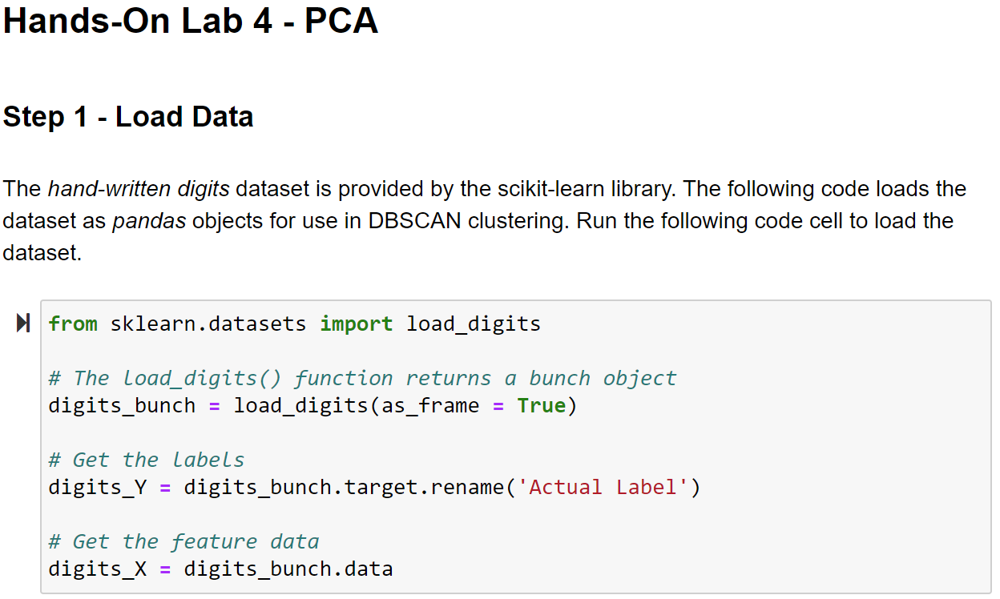 Hands-On Lab 4 - PCA
Step 1 - Load Data
The hand-written digits dataset is provided by the scikit-learn library. The following code loads the
dataset as pandas objects for use in DBSCAN clustering. Run the following code cell to load the
dataset.
from sklearn.datasets import load_digits
# The load_digits() function returns a bunch object
digits_bunch = load_digits(as_frame = True)
# Get the labels
digits_Y = digits_bunch.target.rename('Actual Label')
# Get the feature data
digits_X = digits_bunch.data